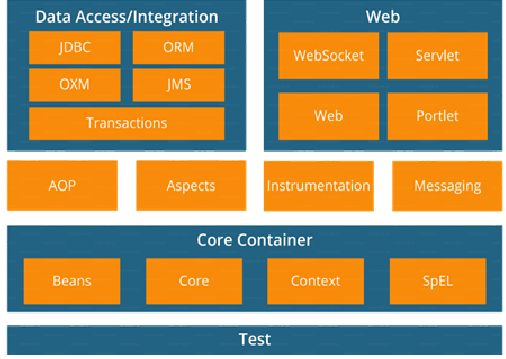 Data Access/Integration
JDBC
ORM
OXM
JMS
Transactions
Web
WebSocket
Servlet
Web
Portlet
AOP
Aspects
Instrumentation
Messaging
Core Container
Beans
Core
Context
SpEL
Test